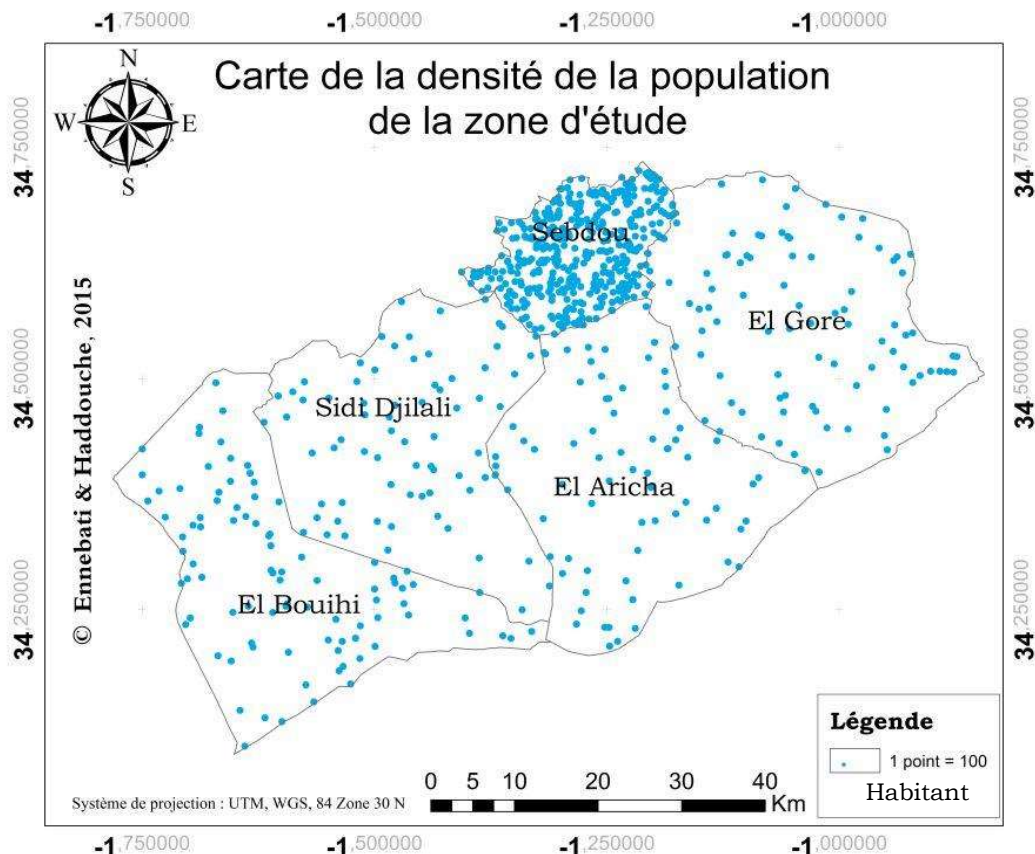 -1,750000 -1,500000 -1,250000 -1,000000
Carte de la densité de la population
de la zone d'étude
N
W E
S
34,750000 34,750000
Sebdou
El Gore
34,500000 34,500000
Sidi Djilali
El Aricha
34,250000 34,250000
El Bouihi
© Ennebati & Haddouche, 2015
Légende
1 point = 100
Habitant
0 5 10 20 30 40
Km
Système de projection : UTM, WGS, 84 Zone 30 N
-1,750000 -1,500000 -1,250000 -1,000000